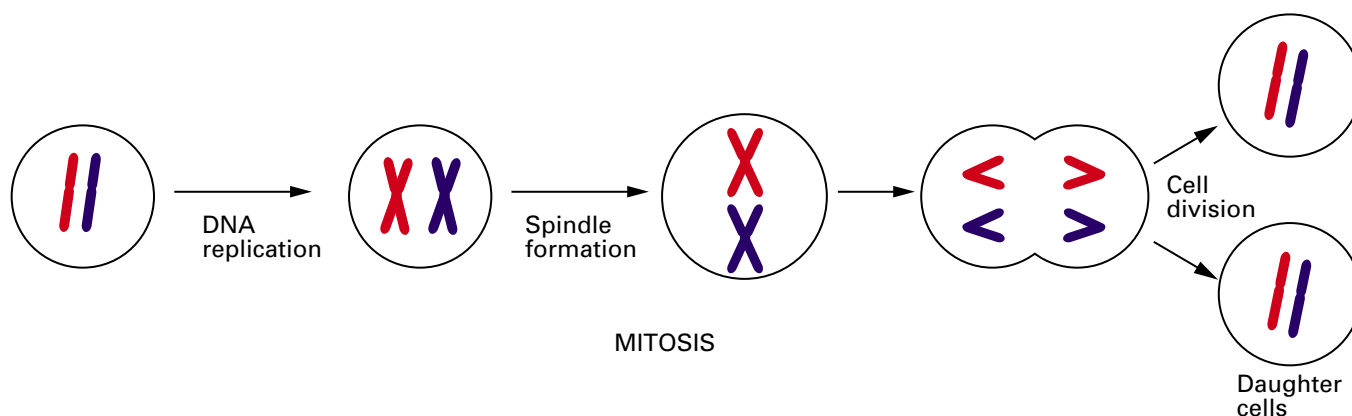 DNA
replication
Spindle
formation
Cell
division
MITOSIS
Daughter
cells